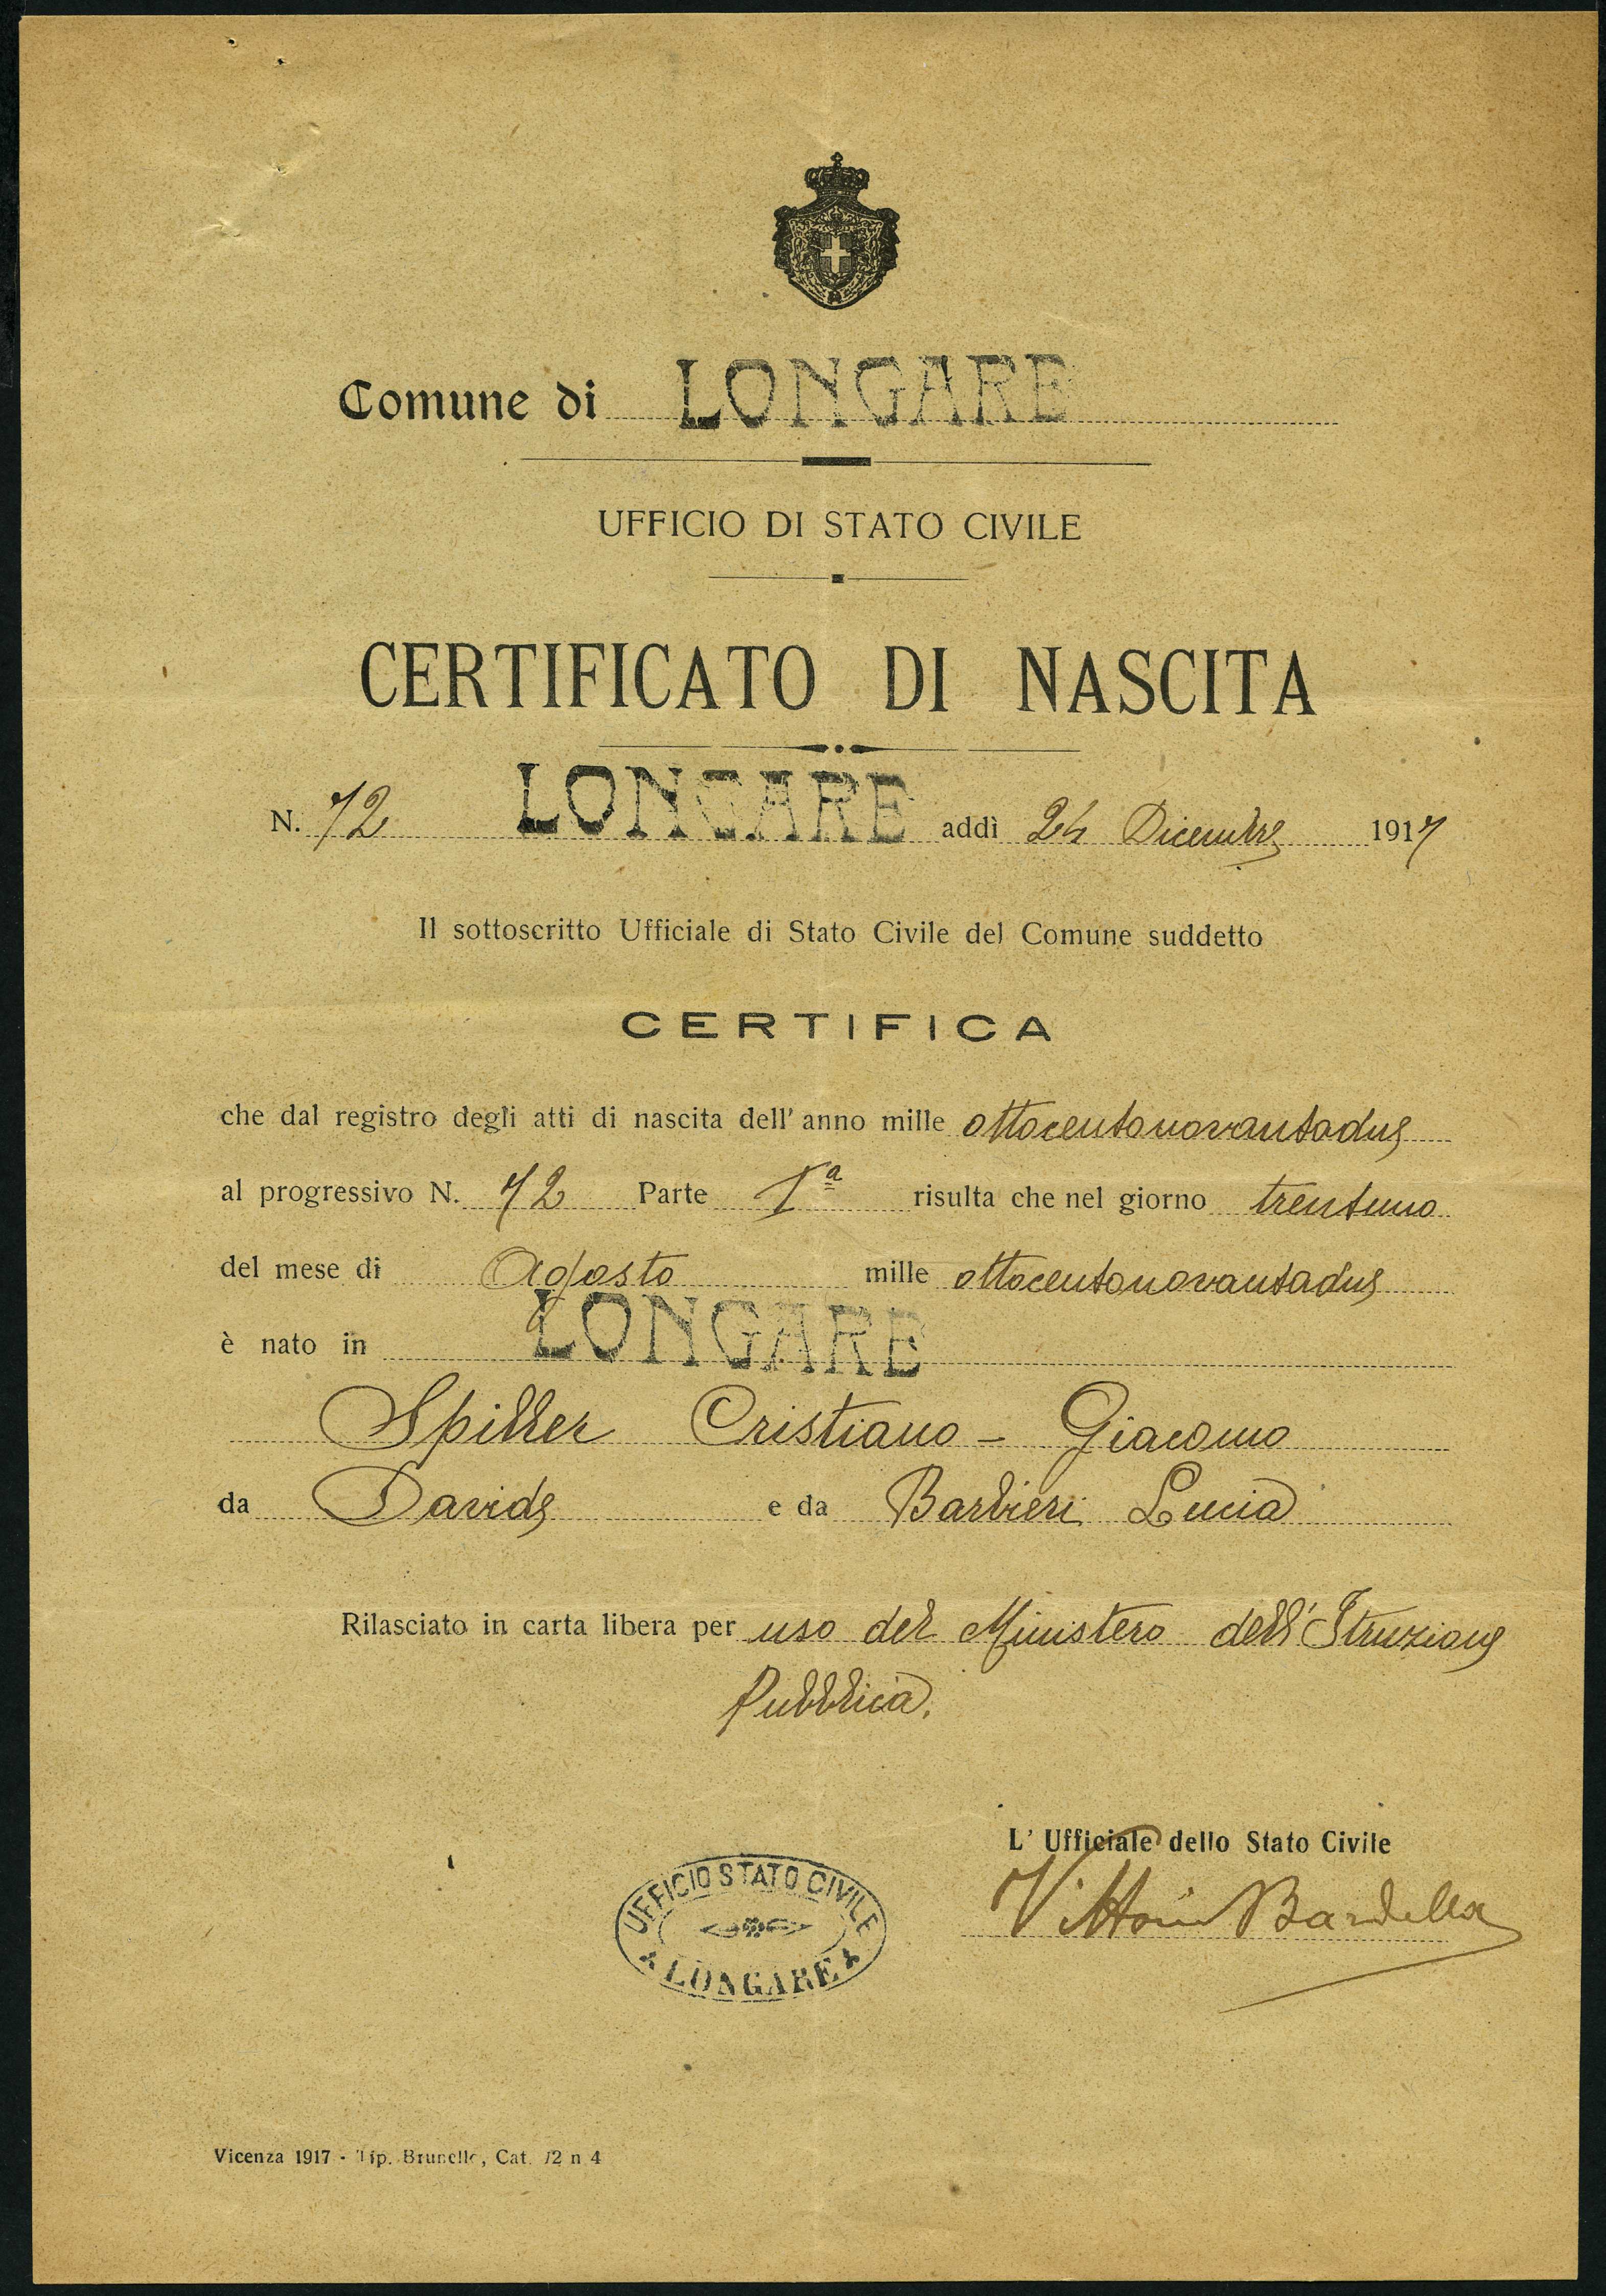 Comune di LONGARE
UFFICIO DI STATO CIVILE
CERTIFICATO DI NASCITA
N. 72 LONGARE addì 24 Dicembre 1917
Il sottoscritto Ufficiale di Stato Civile del Comune suddetto
CERTIFICA
che dal registro degli atti di nascita dell'anno mille ottocentonovantadue
al progressivo N. 72 Parte 1ª risulta che nel giorno trentuno
del mese di Agosto mille ottocentonovantadue
è nato in LONGARE
Spiller Cristiano - Giacomo
da Davide e da Barbieri Lucia
Rilasciato in carta libera per uso del Ministero dell'Istruzione
Pubblica.
L'Ufficiale dello Stato Civile
Vittorio Bardella
UFFICIO STATO CIVILE
LONGARE
Vicenza 1917 - Tip. Brunello, Cat. 12 n 4